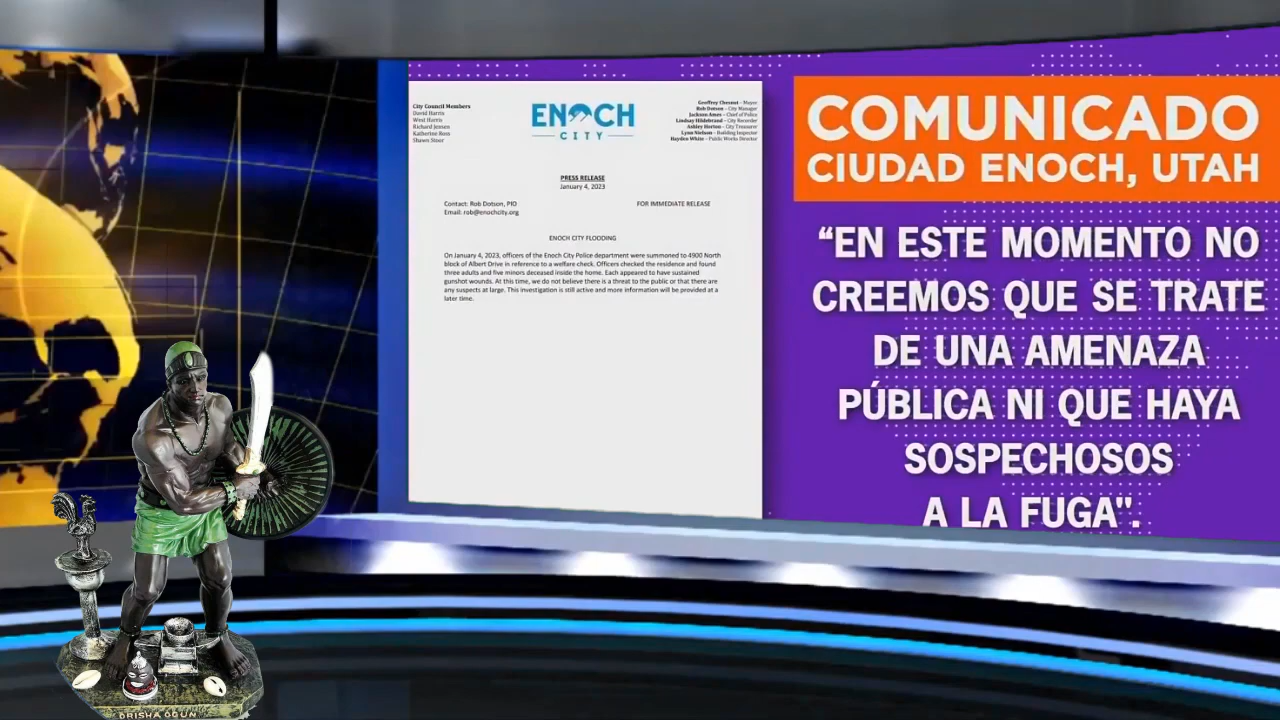 City Council Members
David Harris
West Harris
Richard Jensen
Katherine Ross
Shawn Stoor
ENOCH
CITY
Geoffrey Chesnut – Mayor
Rob Dotson – City Manager
Jackson Ames – Chief of Police
Lindsay Hildebrand – City Recorder
Ashley Horton – City Treasurer
Lynn Nielson – Building Inspector
Hayden White – Public Works Director
PRESS RELEASE
January 4, 2023
Contact: Rob Dotson, PIO
FOR IMMEDIATE RELEASE
Email: rob@enochcity.org
ENOCH CITY FLOODING
On January 4, 2023, officers of the Enoch City Police department were summoned to 4900 North
block of Albert Drive in reference to a welfare check. Officers checked the residence and found
three adults and five minors deceased inside the home. Each appeared to have sustained
gunshot wounds. At this time, we do not believe there is a threat to the public or that there are
any suspects at large. This investigation is still active and more information will be provided at a
later time.
COMUNICADO
CIUDAD ENOCH, UTAH
“EN ESTE MOMENTO NO
CREEMOS QUE SE TRATE
DE UNA AMENAZA
PÚBLICA NI QUE HAYA
SOSPECHOSOS
A LA FUGA".
ORISHA OGUN